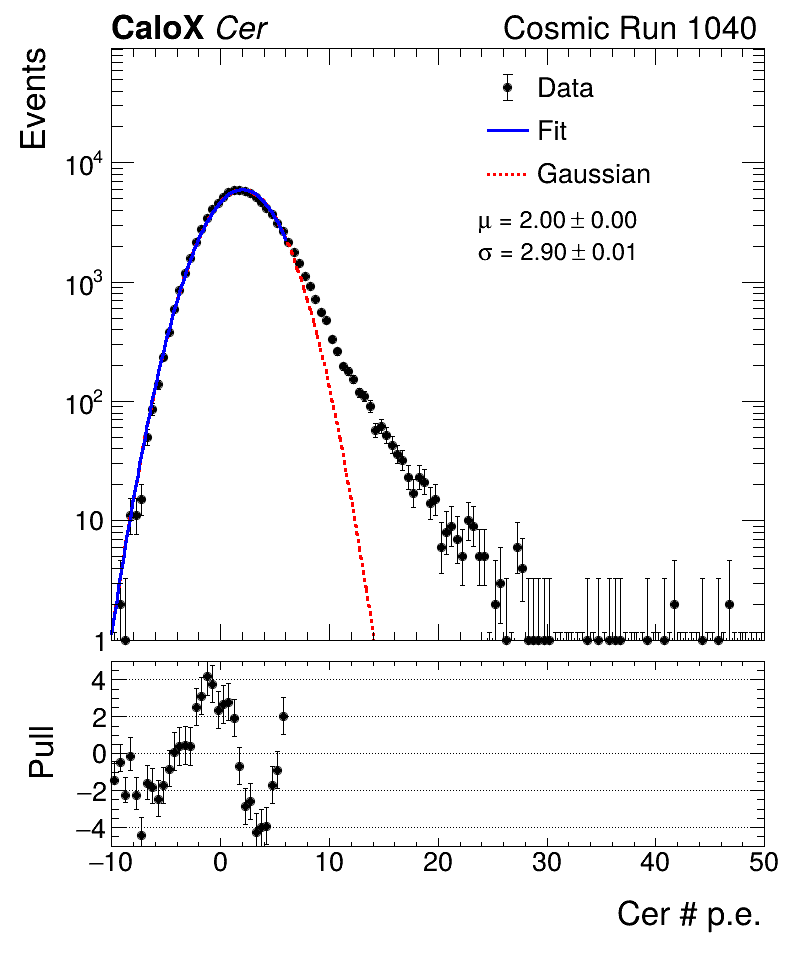 CaloX Cer
Cosmic Run 1040
Events
Data
Fit
Gaussian
μ = 2.00 ± 0.00
σ = 2.90 ± 0.01
10⁴
10³
10²
10
1
Pull
4
2
0
−2
−4
−10 0 10 20 30 40 50
Cer # p.e.